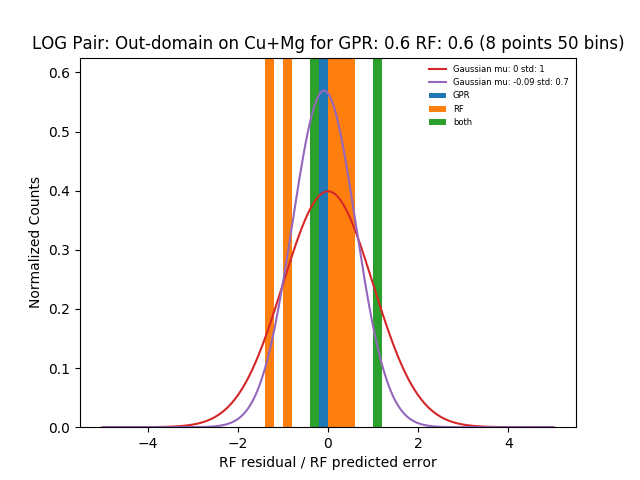 LOG Pair: Out-domain on Cu+Mg for GPR: 0.6 RF: 0.6 (8 points 50 bins)
Gaussian mu: 0 std: 1
Gaussian mu: -0.09 std: 0.7
GPR
RF
both
Normalized Counts
0.6
0.5
0.4
0.3
0.2
0.1
0.0
−4
−2
0
2
4
RF residual / RF predicted error